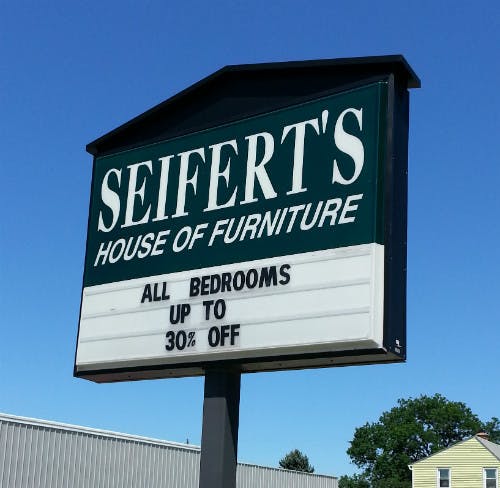 SEIFERT'S
HOUSE OF FURNITURE
ALL BEDROOMS
UP TO
30% OFF